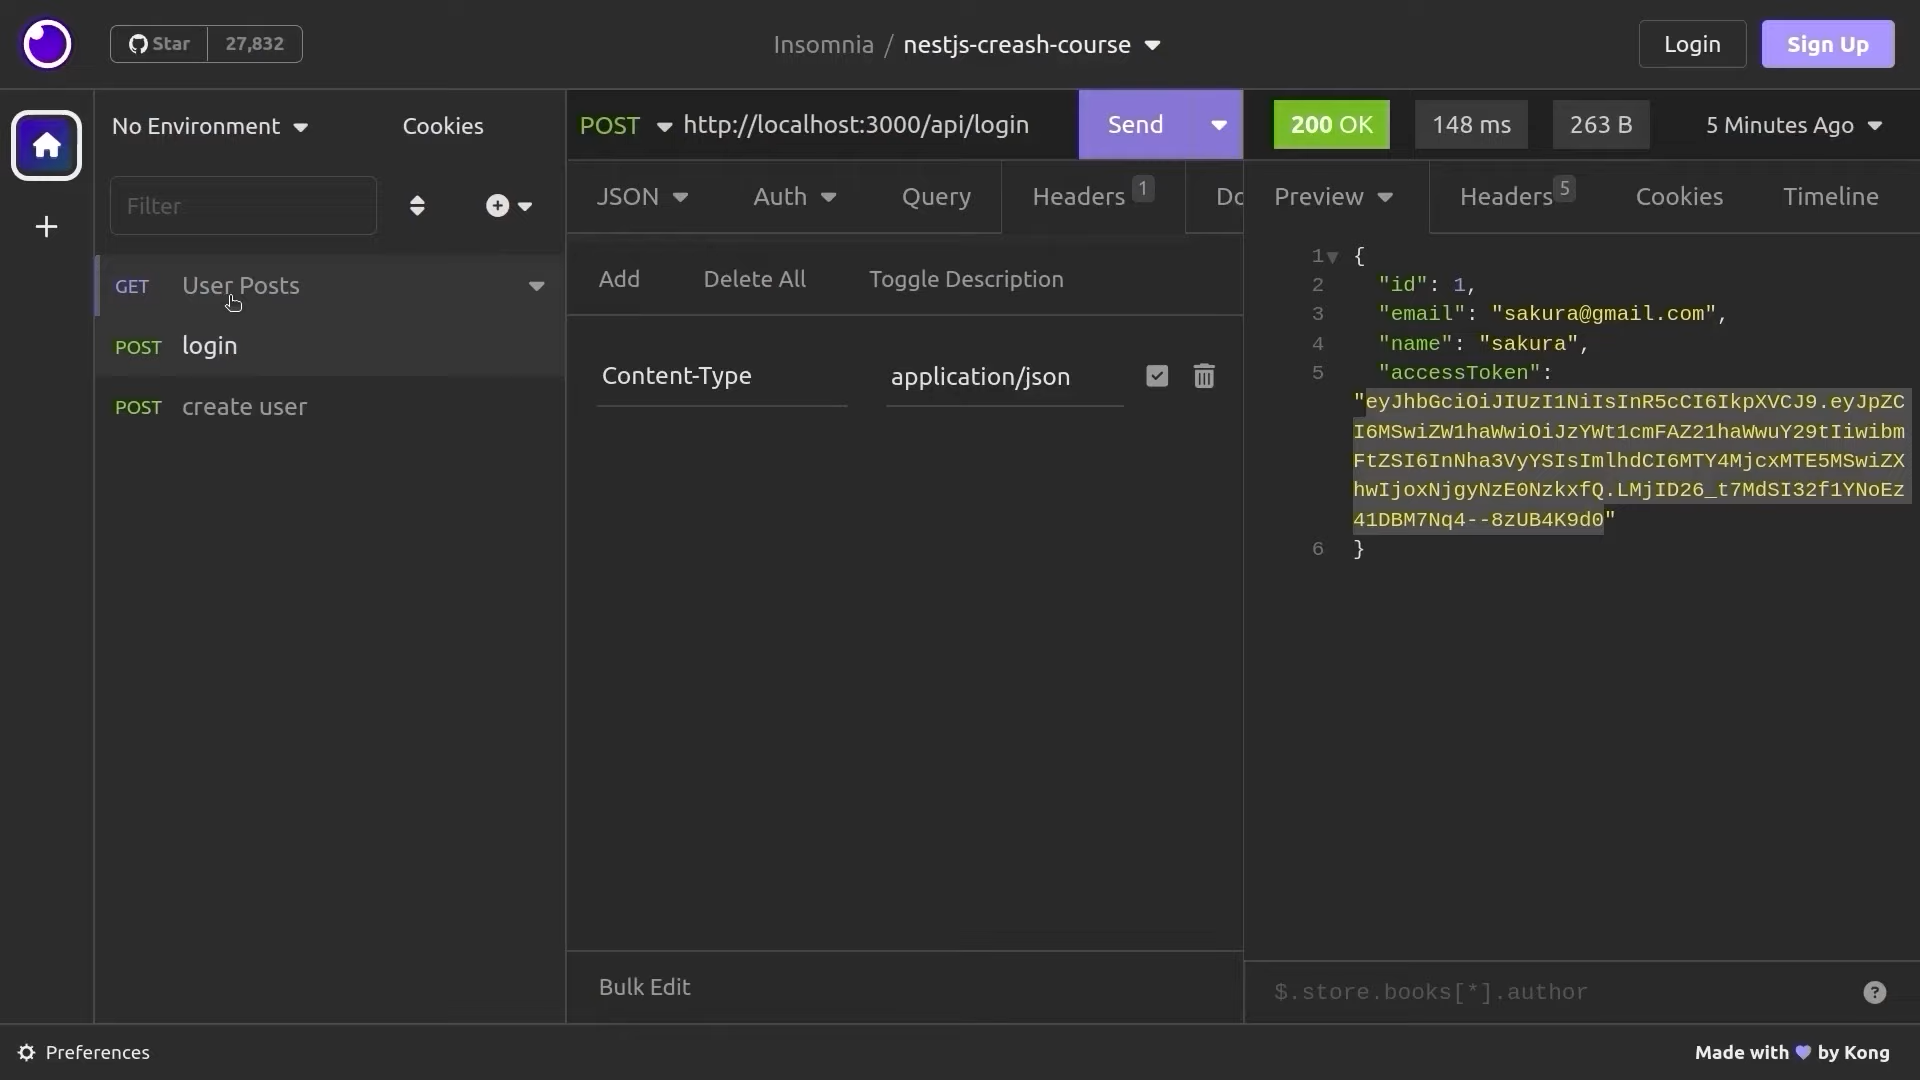 Star 27,832
Insomnia / nestjs-creash-course
Login
Sign Up
No Environment
Cookies
Filter
GET User Posts
POST login
POST create user
POST http://localhost:3000/api/login
Send
JSON Auth Query Headers 1 Do
Add Delete All Toggle Description
Content-Type application/json
Bulk Edit
200 OK 148 ms 263 B 5 Minutes Ago
Preview Headers 5 Cookies Timeline
1 {
2 "id": 1,
3 "email": "sakura@gmail.com",
4 "name": "sakura",
5 "accessToken":
"eyJhbGciOiJIUzI1NiIsInR5cCI6IkpXVCJ9.eyJpZC
I6MSwiZW1haWwiOiJzYWt1cmFAZ21haWwuY29tIiwibm
FtZSI6InNha3VyYSIsImlhdCI6MTY4MjcxMTE5MSwiZX
hwIjoxNjgyNzE0NzkxfQ.LMjID26_t7MdSI32f1YNoEz
41DBM7Nq4--8zUB4K9d0"
6 }
$.store.books[*].author
Preferences
Made with 💜 by Kong